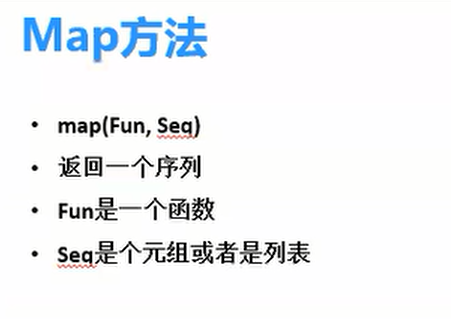 Map方法
• map(Fun, Seq)
• 返回一个序列
• Fun是一个函数
• Seq是个元组或者是列表